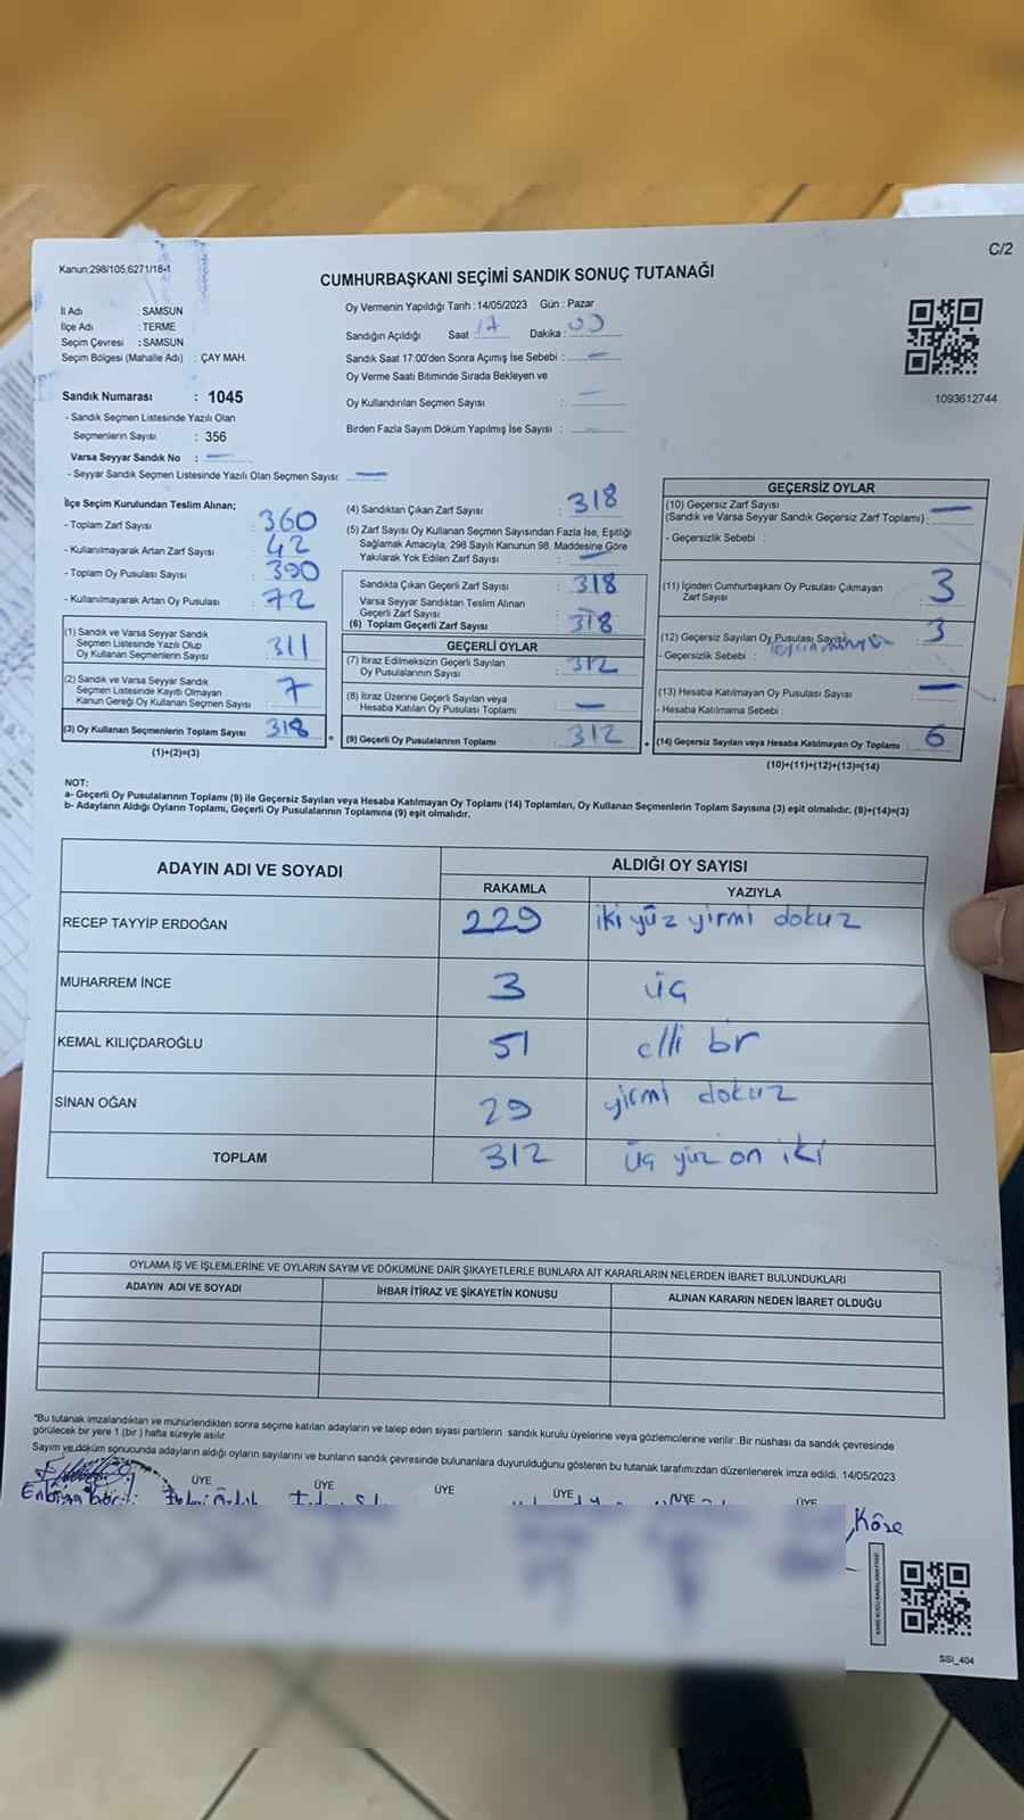 C/2
Kanun:298/105,6271/18-1
CUMHURBAŞKANI SEÇİMİ SANDIK SONUÇ TUTANAĞI
İl Adı : SAMSUN
İlçe Adı : TERME
Seçim Çevresi : SAMSUN
Seçim Bölgesi (Mahalle Adı) : ÇAY MAH.
Oy Vermenin Yapıldığı Tarih : 14/05/2023 Gün : Pazar
Sandığın Açıldığı Saat 17 Dakika : 00
Sandık Saat 17:00'den Sonra Açımış İse Sebebi : —
Oy Verme Saati Bitiminde Sırada Bekleyen ve
Oy Kullandırılan Seçmen Sayısı : —
Birden Fazla Sayım Döküm Yapılmış İse Sayısı : —
1093612744
Sandık Numarası : 1045
- Sandık Seçmen Listesinde Yazılı Olan
Seçmenlerin Sayısı : 356
Varsa Seyyar Sandık No : —
- Seyyar Sandık Seçmen Listesinde Yazılı Olan Seçmen Sayısı: —
İlçe Seçim Kurulundan Teslim Alınan;
- Toplam Zarf Sayısı : 360
- Kullanılmayarak Artan Zarf Sayısı : 42
- Toplam Oy Pusulası Sayısı : 390
- Kullanılmayarak Artan Oy Pusulası : 72
(1) Sandık ve Varsa Seyyar Sandık
Seçmen Listesinde Yazılı Olup
Oy Kullanan Seçmenlerin Sayısı : 311
(2) Sandık ve Varsa Seyyar Sandık
Seçmen Listesinde Kayıtlı Olmayan
Kanun Gereği Oy Kullanan Seçmen Sayısı : 7
(3) Oy Kullanan Seçmenlerin Toplam Sayısı : 318
(1)+(2)=(3)
(4) Sandıktan Çıkan Zarf Sayısı : 318
(5) Zarf Sayısı Oy Kullanan Seçmen Sayısından Fazla İse, Eşitliği
Sağlamak Amacıyla, 298 Sayılı Kanunun 98. Maddesine Göre
Yakılarak Yok Edilen Zarf Sayısı : —
Sandıkta Çıkan Geçerli Zarf Sayısı : 318
Varsa Seyyar Sandıktan Teslim Alınan
Geçerli Zarf Sayısı :
(6) Toplam Geçerli Zarf Sayısı : 318
GEÇERLİ OYLAR
(7) İtiraz Edilmeksizin Geçerli Sayılan
Oy Pusulalarının Sayısı : 312
(8) İtiraz Üzerine Geçerli Sayılan veya
Hesaba Katılan Oy Pusulası Toplamı : —
= (9) Geçerli Oy Pusulalarının Toplamı : 312
GEÇERSİZ OYLAR
(10) Geçersiz Zarf Sayısı
(Sandık ve Varsa Seyyar Sandık Geçersiz Zarf Toplamı) : —
- Geçersizlik Sebebi :
(11) İçinden Cumhurbaşkanı Oy Pusulası Çıkmayan
Zarf Sayısı : 3
(12) Geçersiz Sayılan Oy Pusulası Sayısı : 3
- Geçersizlik Sebebi :
(13) Hesaba Katılmayan Oy Pusulası Sayısı : —
- Hesaba Katılmama Sebebi :
+ (14) Geçersiz Sayılan veya Hesaba Katılmayan Oy Toplamı : 6
(10)+(11)+(12)+(13)=(14)
NOT:
a- Geçerli Oy Pusulalarının Toplamı (9) ile Geçersiz Sayılan veya Hesaba Katılmayan Oy Toplamı (14) Toplamları, Oy Kullanan Seçmenlerin Toplam Sayısına (3) eşit olmalıdır. (9)+(14)=(3)
b- Adayların Aldığı Oyların Toplamı, Geçerli Oy Pusulalarının Toplamına (9) eşit olmalıdır.
ADAYIN ADI VE SOYADI ALDIĞI OY SAYISI
RAKAMLA YAZIYLA
RECEP TAYYİP ERDOĞAN 229 iki yüz yirmi dokuz
MUHARREM İNCE 3 üç
KEMAL KILIÇDAROĞLU 51 elli bir
SİNAN OĞAN 29 yirmi dokuz
TOPLAM 312 üç yüz on iki
OYLAMA İŞ VE İŞLEMLERİNE VE OYLARIN SAYIM VE DÖKÜMÜNE DAİR ŞİKAYETLERLE BUNLARA AİT KARARLARIN NELERDEN İBARET BULUNDUKLARI
ADAYIN ADI VE SOYADI İHBAR İTİRAZ VE ŞİKAYETİN KONUSU ALINAN KARARIN NEDEN İBARET OLDUĞU
*Bu tutanak imzalandıktan ve mühürlendikten sonra seçime katılan adayların ve talep eden siyasi partilerin sandık kurulu üyelerine veya gözlemcilerine verilir. Bir nüshası da sandık çevresinde
görülecek bir yere 1 (bir) hafta süreyle asılır.
Sayım ve döküm sonucunda adayların aldığı oyların sayılarını ve bunların sandık çevresinde bulunanlara duyurulduğunu gösteren bu tutanak tarafımızdan düzenlenerek imza edildi. 14/05/2023
ÜYE ÜYE ÜYE ÜYE ÜYE ÜYE
Köse
SSI_404